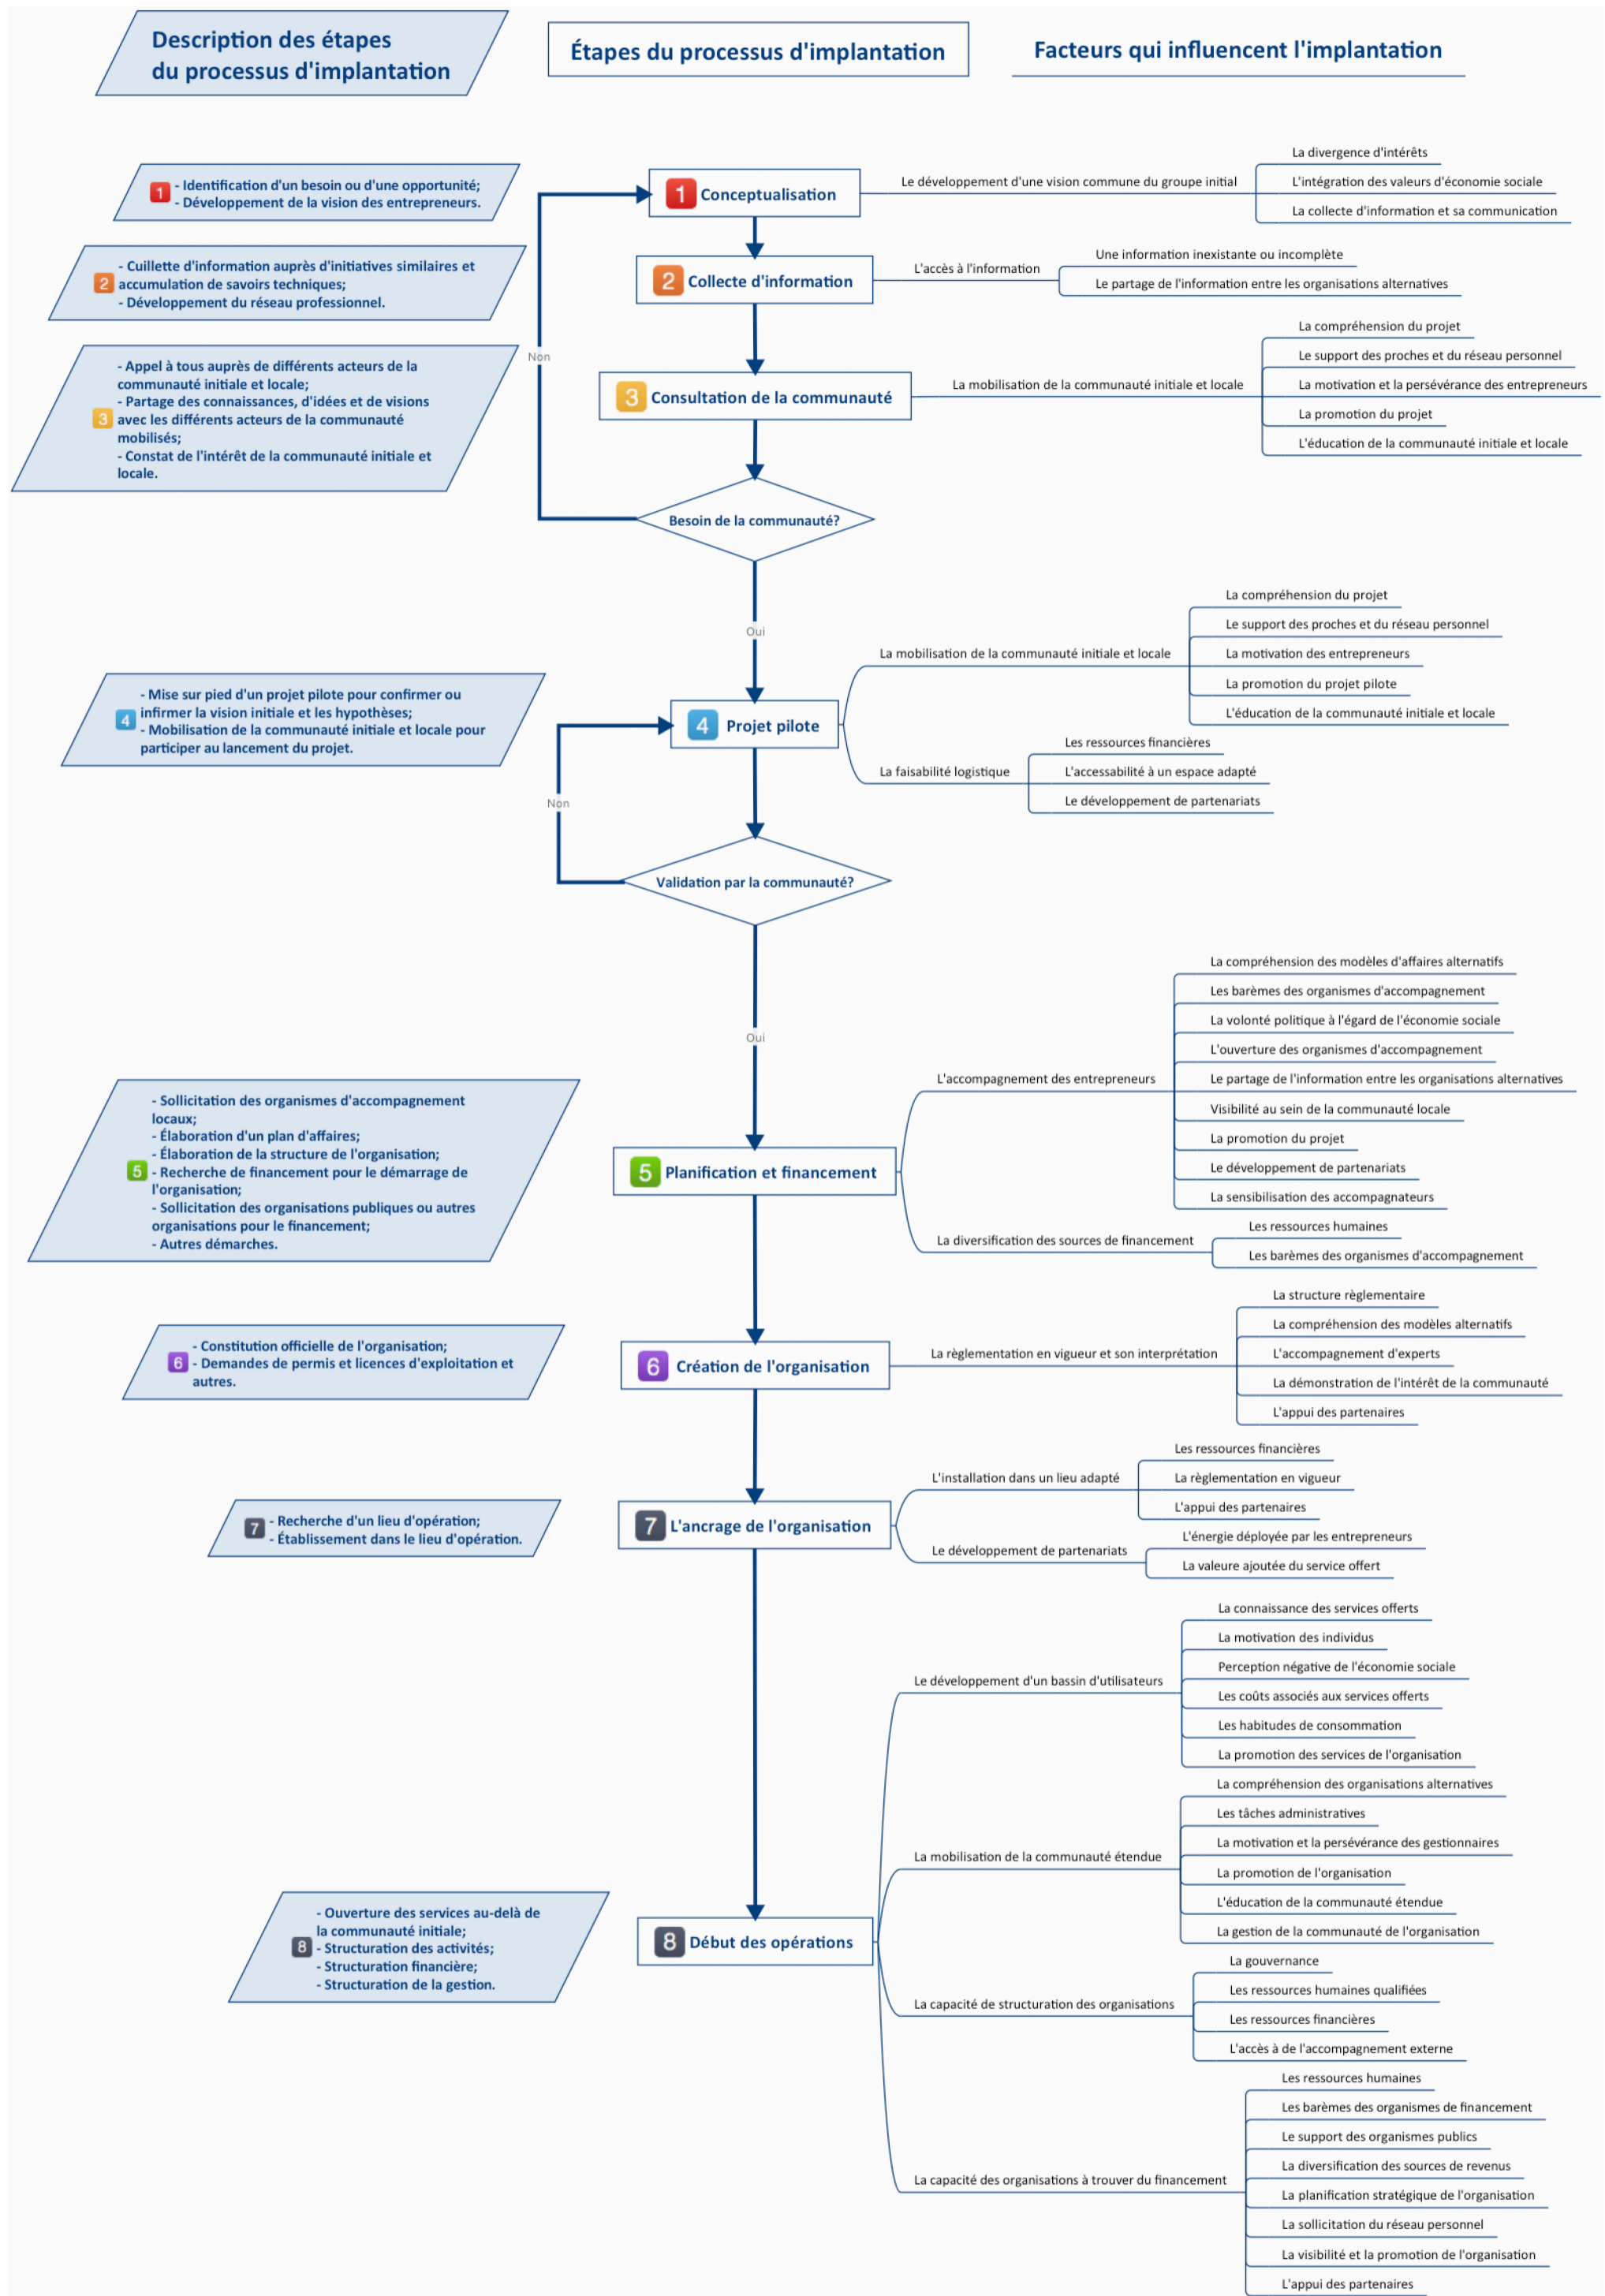 Description des étapes
du processus d'implantation
Étapes du processus d'implantation
Facteurs qui influencent l'implantation
1
- Identification d'un besoin ou d'une opportunité;
- Développement de la vision des entrepreneurs.
1 Conceptualisation
Le développement d'une vision commune du groupe initial
La divergence d'intérêts
L'intégration des valeurs d'économie sociale
La collecte d'information et sa communication
2
- Cuillette d'information auprès d'initiatives similaires et
accumulation de savoirs techniques;
- Développement du réseau professionnel.
2 Collecte d'information
L'accès à l'information
Une information inexistante ou incomplète
Le partage de l'information entre les organisations alternatives
3
- Appel à tous auprès de différents acteurs de la
communauté initiale et locale;
- Partage des connaissances, d'idées et de visions
avec les différents acteurs de la communauté
mobilisés;
- Constat de l'intérêt de la communauté initiale et
locale.
Non
3 Consultation de la communauté
La mobilisation de la communauté initiale et locale
La compréhension du projet
Le support des proches et du réseau personnel
La motivation et la persévérance des entrepreneurs
La promotion du projet
L'éducation de la communauté initiale et locale
Besoin de la communauté?
Oui
4
- Mise sur pied d'un projet pilote pour confirmer ou
infirmer la vision initiale et les hypothèses;
- Mobilisation de la communauté initiale et locale pour
participer au lancement du projet.
4 Projet pilote
La mobilisation de la communauté initiale et locale
La compréhension du projet
Le support des proches et du réseau personnel
La motivation des entrepreneurs
La promotion du projet pilote
L'éducation de la communauté initiale et locale
La faisabilité logistique
Les ressources financières
L'accessabilité à un espace adapté
Le développement de partenariats
Non
Validation par la communauté?
Oui
5
- Sollicitation des organismes d'accompagnement
locaux;
- Élaboration d'un plan d'affaires;
- Élaboration de la structure de l'organisation;
- Recherche de financement pour le démarrage de
l'organisation;
- Sollicitation des organisations publiques ou autres
organisations pour le financement;
- Autres démarches.
5 Planification et financement
L'accompagnement des entrepreneurs
La compréhension des modèles d'affaires alternatifs
Les barèmes des organismes d'accompagnement
La volonté politique à l'égard de l'économie sociale
L'ouverture des organismes d'accompagnement
Le partage de l'information entre les organisations alternatives
Visibilité au sein de la communauté locale
La promotion du projet
Le développement de partenariats
La sensibilisation des accompagnateurs
La diversification des sources de financement
Les ressources humaines
Les barèmes des organismes d'accompagnement
6
- Constitution officielle de l'organisation;
- Demandes de permis et licences d'exploitation et
autres.
6 Création de l'organisation
La règlementation en vigueur et son interprétation
La structure règlementaire
La compréhension des modèles alternatifs
L'accompagnement d'experts
La démonstration de l'intérêt de la communauté
L'appui des partenaires
7
- Recherche d'un lieu d'opération;
- Établissement dans le lieu d'opération.
7 L'ancrage de l'organisation
L'installation dans un lieu adapté
Les ressources financières
La règlementation en vigueur
L'appui des partenaires
Le développement de partenariats
L'énergie déployée par les entrepreneurs
La valeure ajoutée du service offert
8
- Ouverture des services au-delà de
la communauté initiale;
- Structuration des activités;
- Structuration financière;
- Structuration de la gestion.
8 Début des opérations
Le développement d'un bassin d'utilisateurs
La connaissance des services offerts
La motivation des individus
Perception négative de l'économie sociale
Les coûts associés aux services offerts
Les habitudes de consommation
La promotion des services de l'organisation
La mobilisation de la communauté étendue
La compréhension des organisations alternatives
Les tâches administratives
La motivation et la persévérance des gestionnaires
La promotion de l'organisation
L'éducation de la communauté étendue
La gestion de la communauté de l'organisation
La capacité de structuration des organisations
La gouvernance
Les ressources humaines qualifiées
Les ressources financières
L'accès à de l'accompagnement externe
La capacité des organisations à trouver du financement
Les ressources humaines
Les barèmes des organismes de financement
Le support des organismes publics
La diversification des sources de revenus
La planification stratégique de l'organisation
La sollicitation du réseau personnel
La visibilité et la promotion de l'organisation
L'appui des partenaires